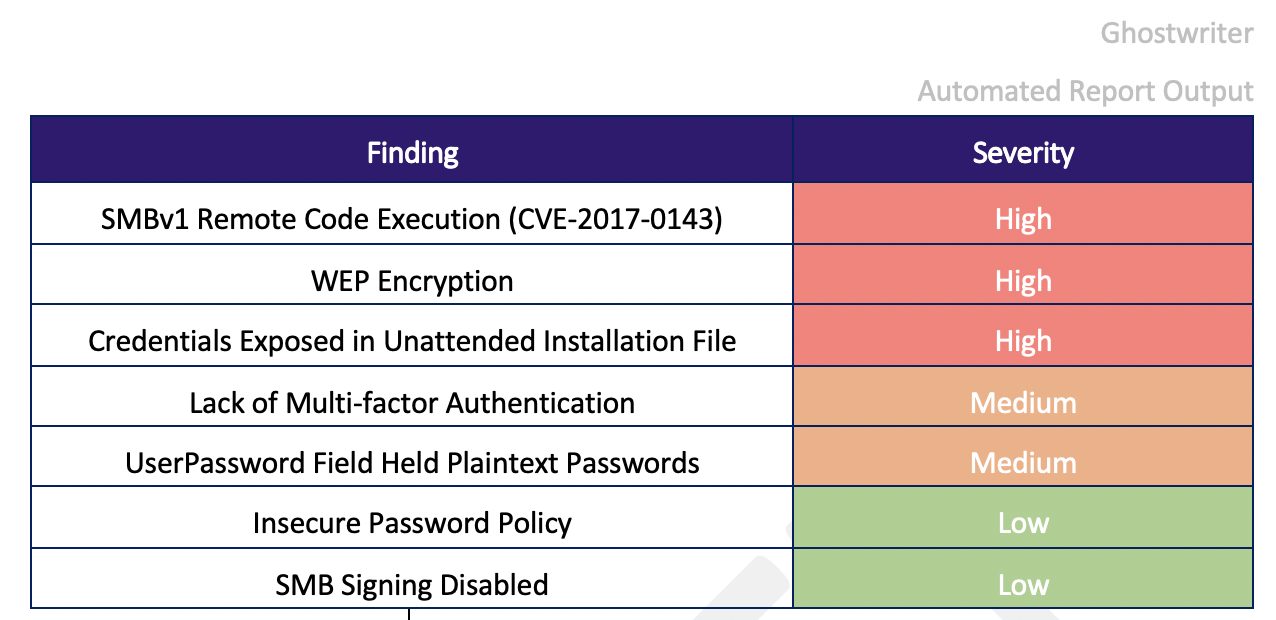 Ghostwriter
Automated Report Output
Finding Severity
SMBv1 Remote Code Execution (CVE-2017-0143) High
WEP Encryption High
Credentials Exposed in Unattended Installation File High
Lack of Multi-factor Authentication Medium
UserPassword Field Held Plaintext Passwords Medium
Insecure Password Policy Low
SMB Signing Disabled Low